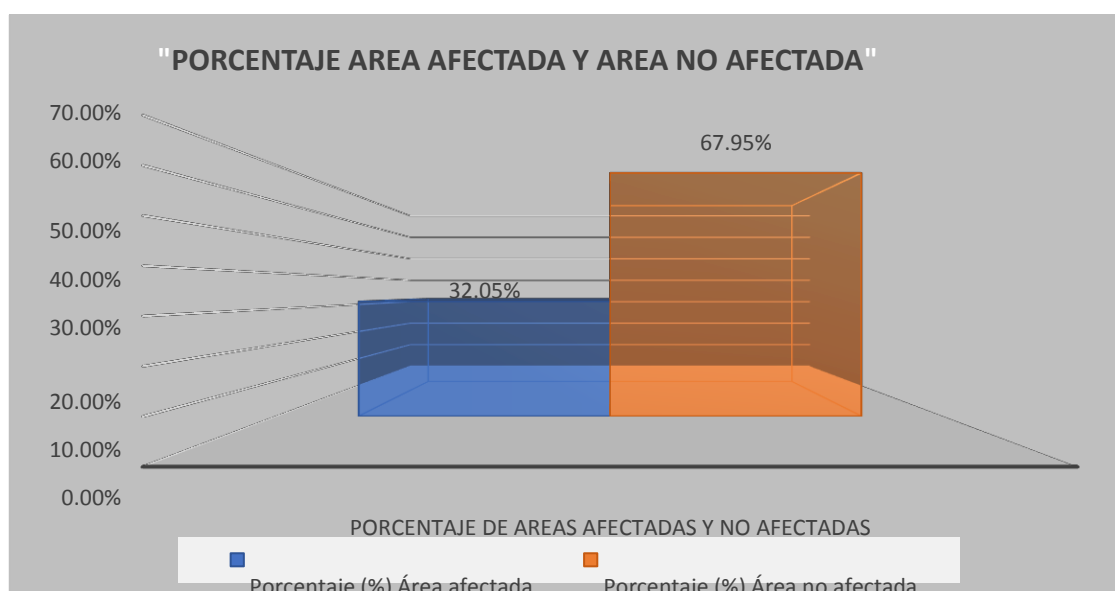 "PORCENTAJE AREA AFECTADA Y AREA NO AFECTADA"
70.00%
67.95%
60.00%
50.00%
40.00%
32.05%
30.00%
20.00%
10.00%
0.00%
PORCENTAJE DE AREAS AFECTADAS Y NO AFECTADAS
Porcentaje (%) Área afectada
Porcentaje (%) Área no afectada